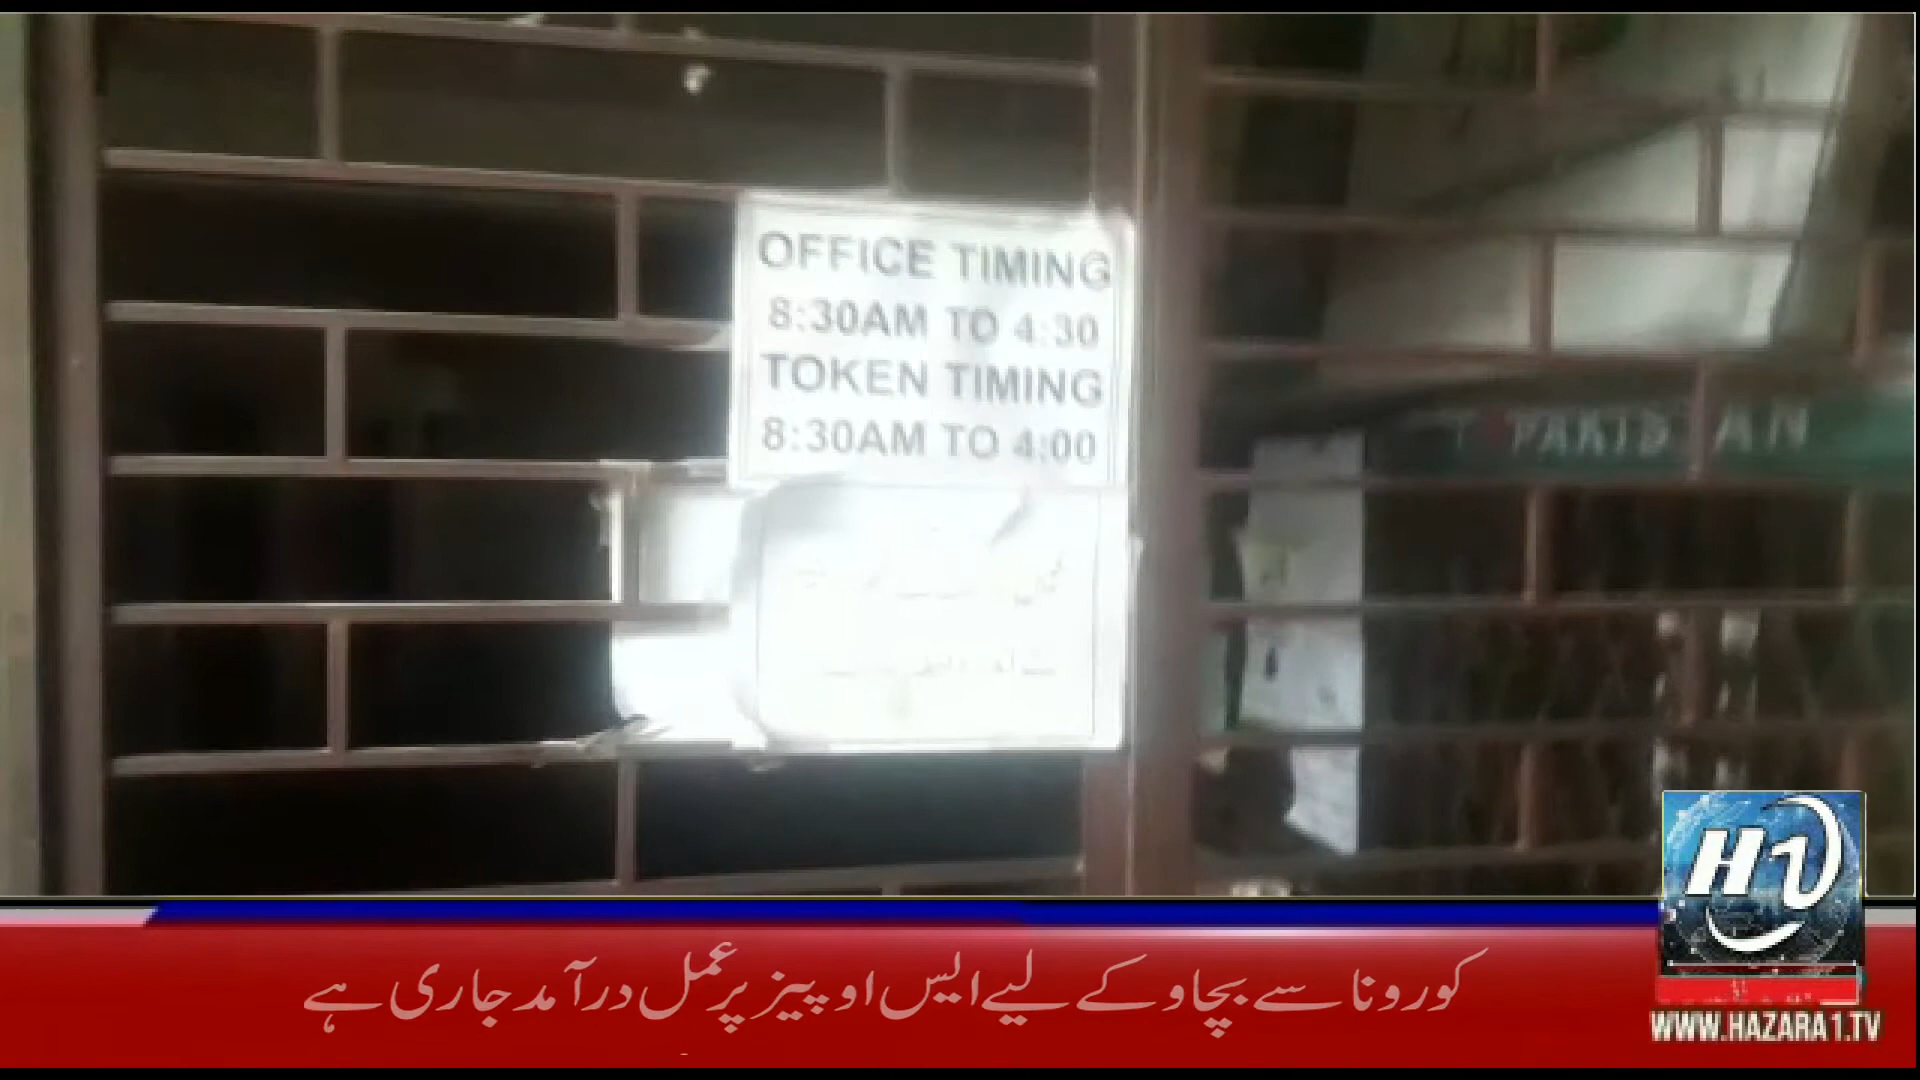 OFFICE TIMING
8:30AM TO 4:30
TOKEN TIMING
8:30AM TO 4:00
PAKISTAN
H1
کورونا سے بچاو کے لیے ایس او پیز پر عمل درآمد جاری ہے
WWW.HAZARA1.TV